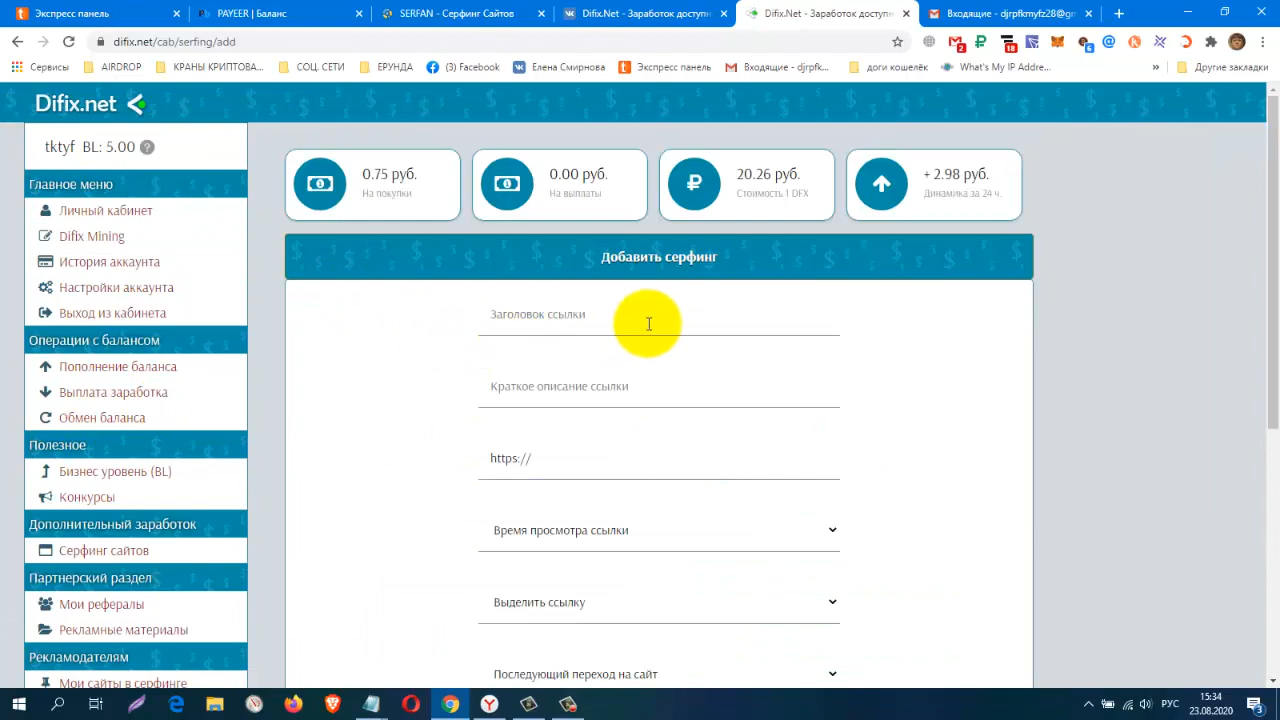 Экспресс панель
PAYEER | Баланс
SERFAN - Серфинг Сайтов
Difix.Net - Заработок доступн
Difix.Net - Заработок доступн
Входящие - djrpfkmyfz28@gm
difix.net/cab/serfing/add
2
18
6
Сервисы
AIRDROP
КРАНЫ КРИПТОВА...
СОЦ. СЕТИ
ЕРУНДА
(3) Facebook
Елена Смирнова
Экспресс панель
Входящие - djrpfk...
доги кошелёк
What's My IP Addre...
»
Другие закладки
Difix.net
tktyf BL: 5.00 ?
Главное меню
Личный кабинет
Difix Mining
История аккаунта
Настройки аккаунта
Выход из кабинета
Операции с балансом
Пополнение баланса
Выплата заработка
Обмен баланса
Полезное
Бизнес уровень (BL)
Конкурсы
Дополнительный заработок
Серфинг сайтов
Партнерский раздел
Мои рефералы
Рекламные материалы
Рекламодателям
Мои сайты в серфинге
0.75 руб.
На покупки
0.00 руб.
На выплаты
20.26 руб.
Стоимость 1 DFX
+ 2.98 руб.
Динамика за 24 ч.
Добавить серфинг
Заголовок ссылки
Краткое описание ссылки
https://
Время просмотра ссылки
Выделить ссылку
Последующий переход на сайт
РУС
15:34
23.08.2020
3